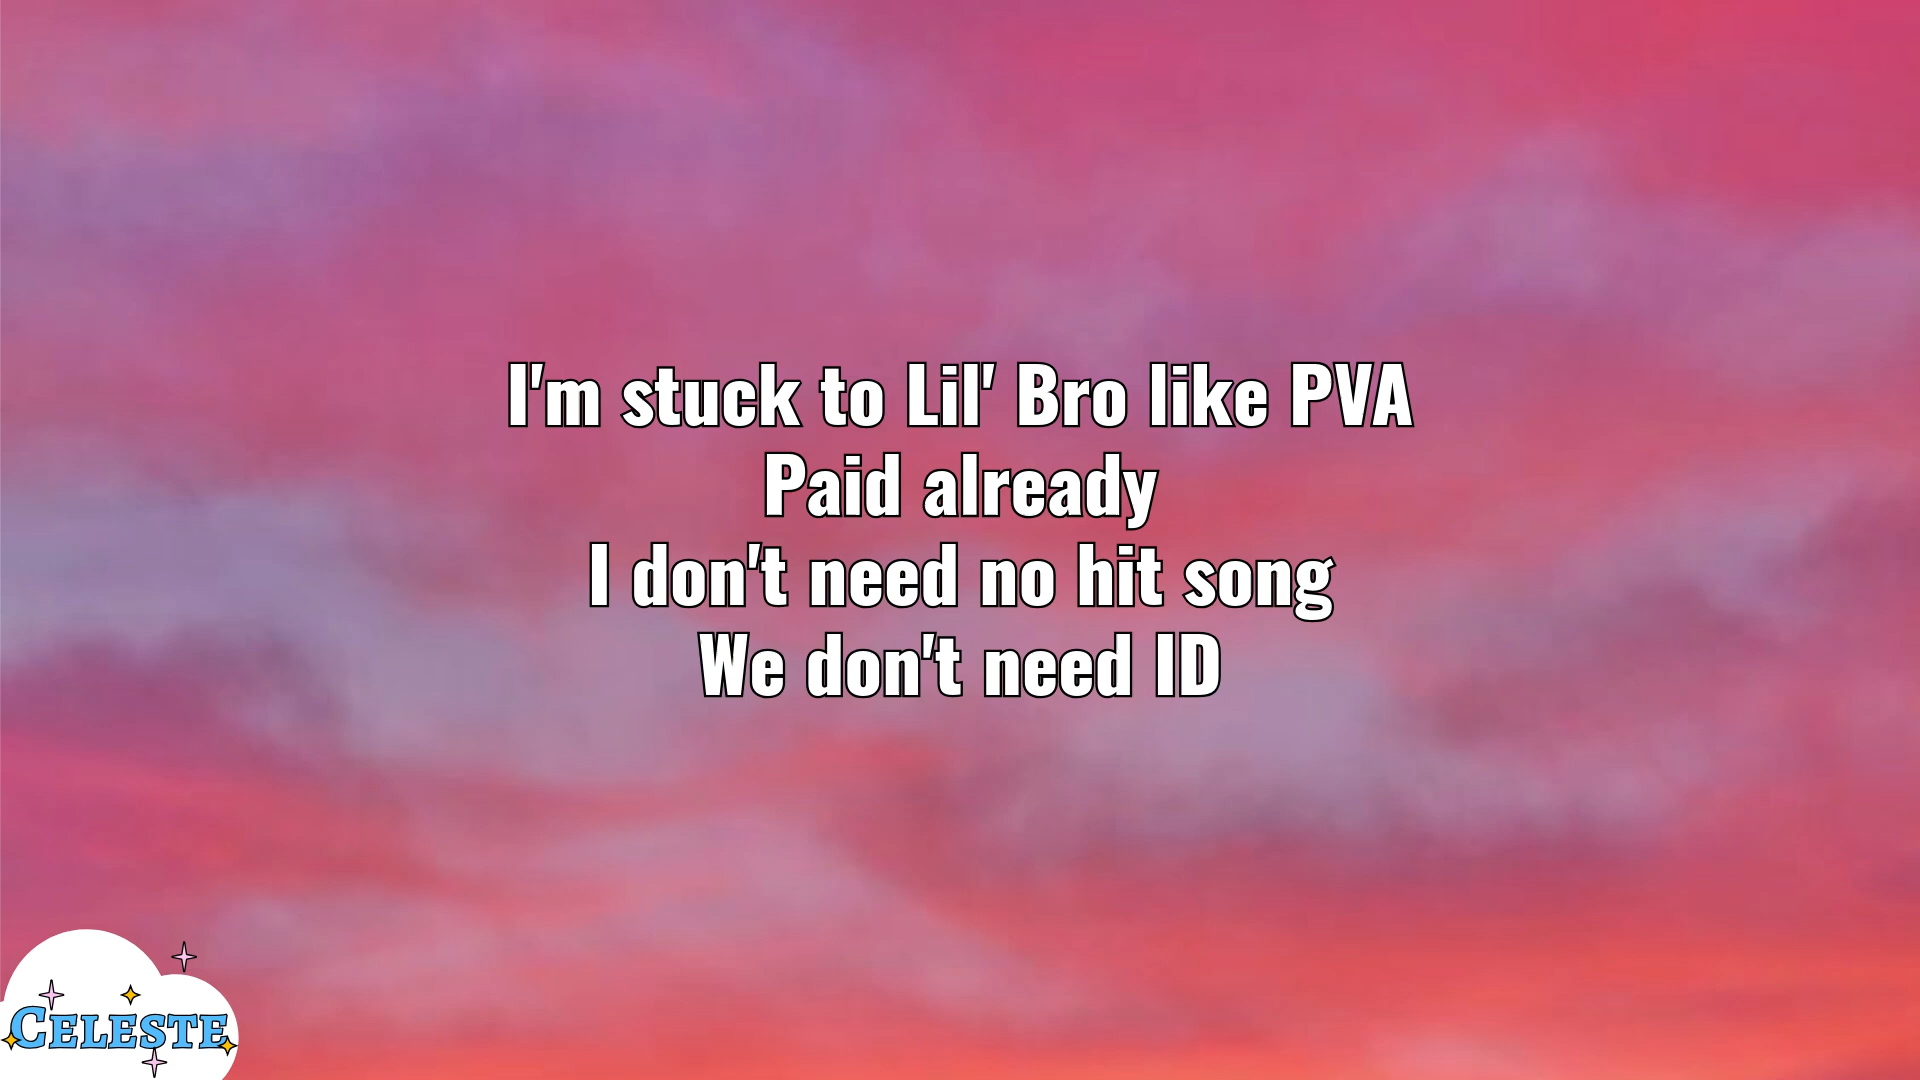 I'm stuck to Lil' Bro like PVA
Paid already
I don't need no hit song
We don't need ID
CELESTE